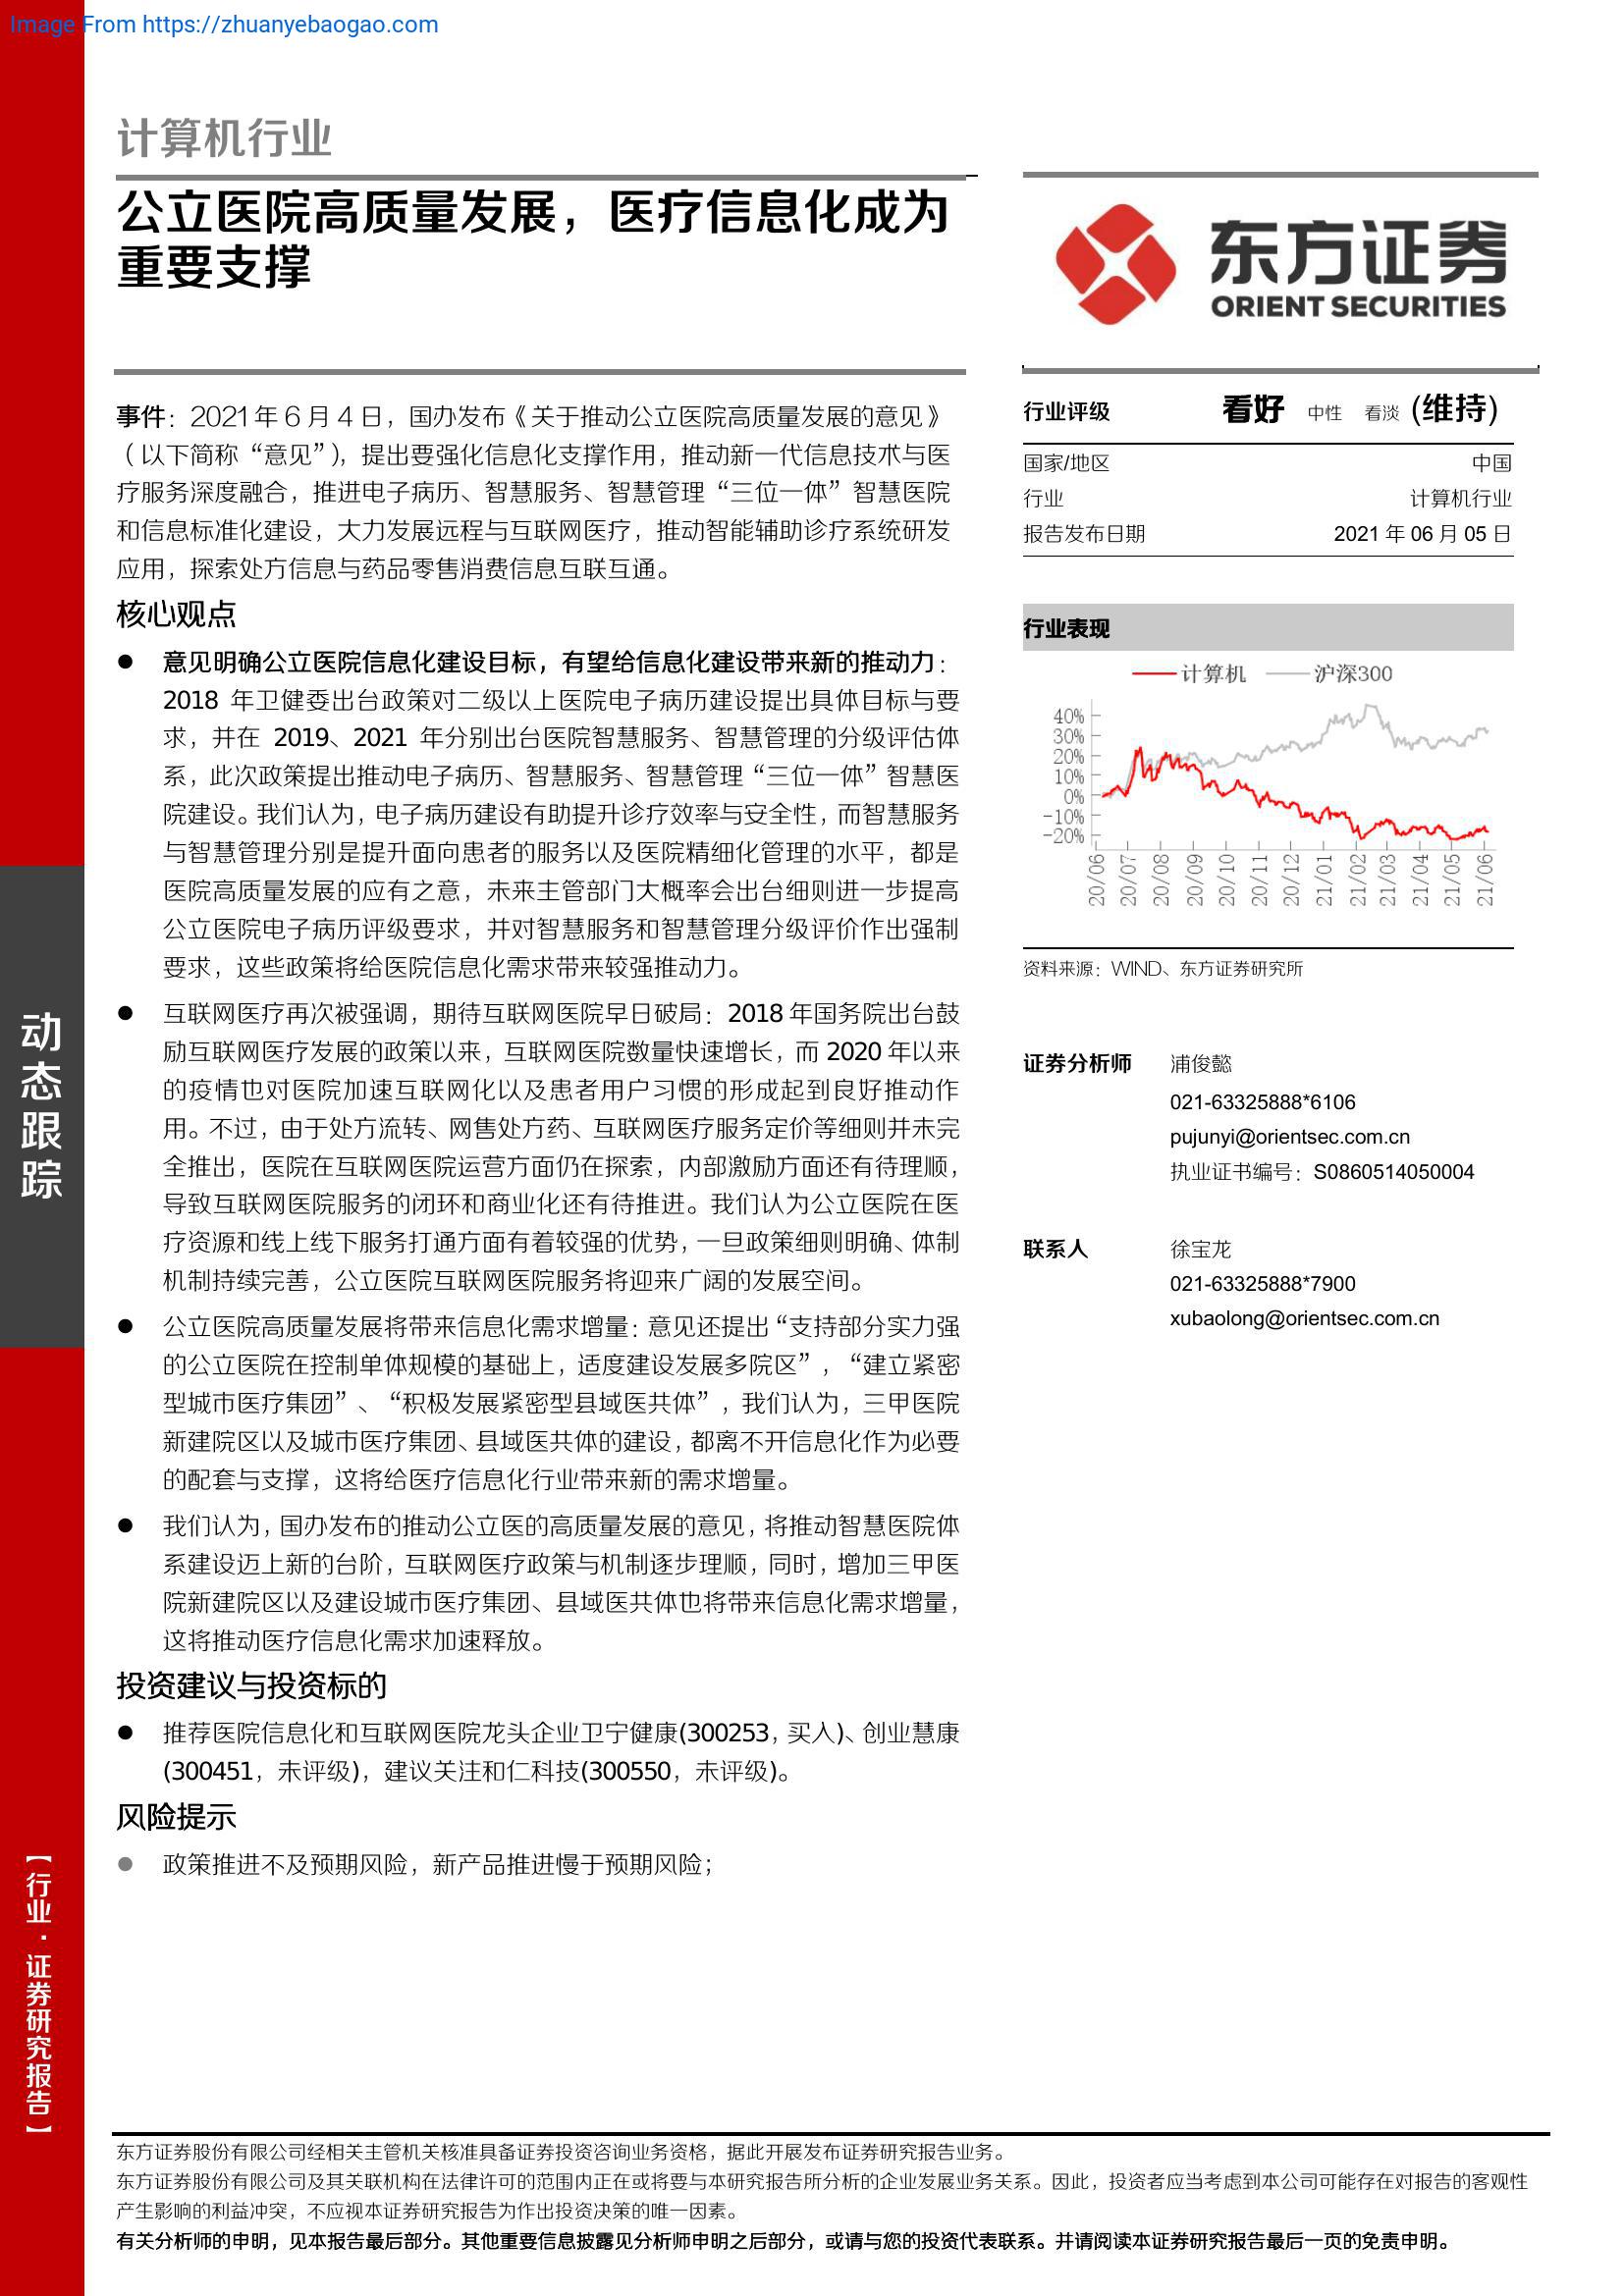 Image From https://zhuanyebaogao.com
计算机行业
公立医院高质量发展，医疗信息化成为
重要支撑
东方证券
ORIENT SECURITIES
事件：2021年6月4日，国办发布《关于推动公立医院高质量发展的意见》
（以下简称“意见”），提出要强化信息化支撑作用，推动新一代信息技术与医
疗服务深度融合，推进电子病历、智慧服务、智慧管理“三位一体”智慧医院
和信息标准化建设，大力发展远程与互联网医疗，推动智能辅助诊疗系统研发
应用，探索处方信息与药品零售消费信息互联互通。
核心观点
● 意见明确公立医院信息化建设目标，有望给信息化建设带来新的推动力：
2018 年卫健委出台政策对二级以上医院电子病历建设提出具体目标与要
求，并在 2019、2021 年分别出台医院智慧服务、智慧管理的分级评估体
系，此次政策提出推动电子病历、智慧服务、智慧管理“三位一体”智慧医
院建设。我们认为，电子病历建设有助提升诊疗效率与安全性，而智慧服务
与智慧管理分别是提升面向患者的服务以及医院精细化管理的水平，都是
医院高质量发展的应有之意，未来主管部门大概率会出台细则进一步提高
公立医院电子病历评级要求，并对智慧服务和智慧管理分级评价作出强制
要求，这些政策将给医院信息化需求带来较强推动力。
● 互联网医疗再次被强调，期待互联网医院早日破局：2018 年国务院出台鼓
励互联网医疗发展的政策以来，互联网医院数量快速增长，而 2020 年以来
的疫情也对医院加速互联网化以及患者用户习惯的形成起到良好推动作
用。不过，由于处方流转、网售处方药、互联网医疗服务定价等细则并未完
全推出，医院在互联网医院运营方面仍在探索，内部激励方面还有待理顺，
导致互联网医院服务的闭环和商业化还有待推进。我们认为公立医院在医
疗资源和线上线下服务打通方面有着较强的优势，一旦政策细则明确、体制
机制持续完善，公立医院互联网医院服务将迎来广阔的发展空间。
● 公立医院高质量发展将带来信息化需求增量：意见还提出“支持部分实力强
的公立医院在控制单体规模的基础上，适度建设发展多院区”，“建立紧密
型城市医疗集团”、“积极发展紧密型县域医共体”，我们认为，三甲医院
新建院区以及城市医疗集团、县域医共体的建设，都离不开信息化作为必要
的配套与支撑，这将给医疗信息化行业带来新的需求增量。
● 我们认为，国办发布的推动公立医的高质量发展的意见，将推动智慧医院体
系建设迈上新的台阶，互联网医疗政策与机制逐步理顺，同时，增加三甲医
院新建院区以及建设城市医疗集团、县域医共体也将带来信息化需求增量，
这将推动医疗信息化需求加速释放。
投资建议与投资标的
● 推荐医院信息化和互联网医院龙头企业卫宁健康(300253，买入)、创业慧康
(300451，未评级)，建议关注和仁科技(300550，未评级)。
风险提示
● 政策推进不及预期风险，新产品推进慢于预期风险；
行业评级 看好 中性 看淡 (维持)
国家/地区 中国
行业 计算机行业
报告发布日期 2021 年 06 月 05 日
行业表现
计算机 沪深300
40%
30%
20%
10%
0%
-10%
-20%
20/06 20/07 20/08 20/09 20/10 20/11 20/12 21/01 21/02 21/03 21/04 21/05 21/06
资料来源：WIND、东方证券研究所
证券分析师 浦俊懿
021-63325888*6106
pujunyi@orientsec.com.cn
执业证书编号：S0860514050004
联系人 徐宝龙
021-63325888*7900
xubaolong@orientsec.com.cn
动态跟踪
【行业·证券研究报告】
东方证券股份有限公司经相关主管机关核准具备证券投资咨询业务资格，据此开展发布证券研究报告业务。
东方证券股份有限公司及其关联机构在法律许可的范围内正在或将要与本研究报告所分析的企业发展业务关系。因此，投资者应当考虑到本公司可能存在对报告的客观性
产生影响的利益冲突，不应视本证券研究报告为作出投资决策的唯一因素。
有关分析师的申明，见本报告最后部分。其他重要信息披露见分析师申明之后部分，或请与您的投资代表联系。并请阅读本证券研究报告最后一页的免责申明。